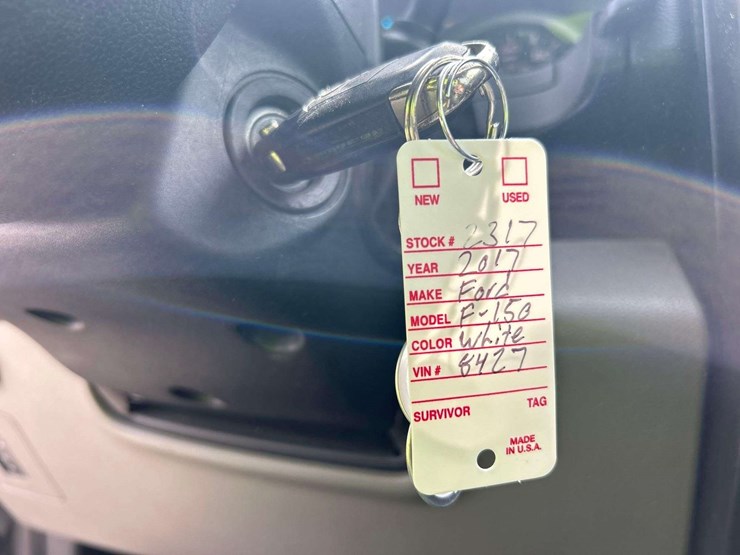 NEW USED
STOCK # 2317
YEAR 2017
MAKE Ford
MODEL F-150
COLOR White
VIN # 8427
SURVIVOR TAG
MADE
IN U.S.A.